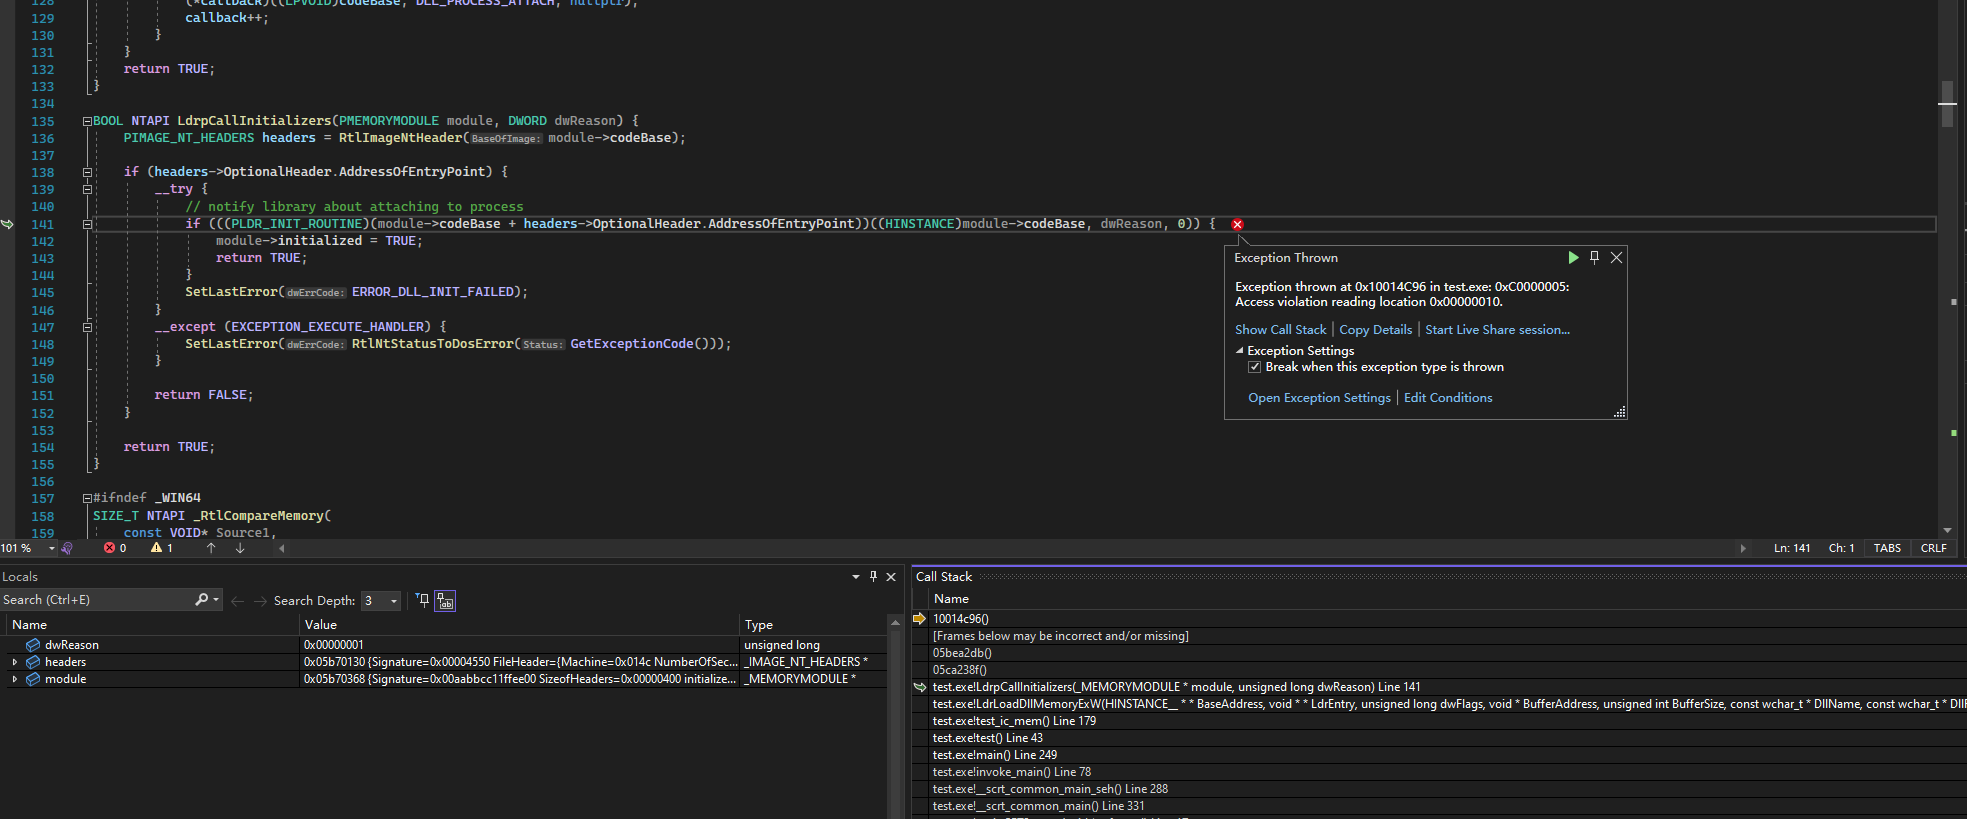 128 (*callback)((LPVOID)codeBase, DLL_PROCESS_ATTACH, nullptr);
129 callback++;
130 }
131 }
132 return TRUE;
133 }
134
135 BOOL NTAPI LdrpCallInitializers(PMEMORYMODULE module, DWORD dwReason) {
136 PIMAGE_NT_HEADERS headers = RtlImageNtHeader(BaseOfImage: module->codeBase);
137
138 if (headers->OptionalHeader.AddressOfEntryPoint) {
139 __try {
140 // notify library about attaching to process
141 if (((PLDR_INIT_ROUTINE)(module->codeBase + headers->OptionalHeader.AddressOfEntryPoint))((HINSTANCE)module->codeBase, dwReason, 0)) {
142 module->initialized = TRUE;
143 return TRUE;
144 }
145 SetLastError(dwErrCode: ERROR_DLL_INIT_FAILED);
146 }
147 __except (EXCEPTION_EXECUTE_HANDLER) {
148 SetLastError(dwErrCode: RtlNtStatusToDosError(Status: GetExceptionCode()));
149 }
150
151 return FALSE;
152 }
153
154 return TRUE;
155 }
156
157 #ifndef _WIN64
158 SIZE_T NTAPI _RtlCompareMemory(
159 const VOID* Source1,
Exception Thrown
Exception thrown at 0x10014C96 in test.exe: 0xC0000005:
Access violation reading location 0x00000010.
Show Call Stack | Copy Details | Start Live Share session...
Exception Settings
Break when this exception type is thrown
Open Exception Settings | Edit Conditions
101 % 0 1 Ln: 141 Ch: 1 TABS CRLF
Locals
Search (Ctrl+E) Search Depth: 3
Name Value Type
dwReason 0x00000001 unsigned long
headers 0x05b70130 {Signature=0x00004550 FileHeader={Machine=0x014c NumberOfSec... _IMAGE_NT_HEADERS *
module 0x05b70368 {Signature=0x00aabbcc11ffee00 SizeofHeaders=0x00000400 initialize... _MEMORYMODULE *
Call Stack
Name
10014c96()
[Frames below may be incorrect and/or missing]
05bea2db()
05ca238f()
test.exe!LdrpCallInitializers(_MEMORYMODULE * module, unsigned long dwReason) Line 141
test.exe!LdrLoadDllMemoryExW(HINSTANCE__ * * BaseAddress, void * * LdrEntry, unsigned long dwFlags, void * BufferAddress, unsigned int BufferSize, const wchar_t * DllName, const wchar_t * DllF
test.exe!test_ic_mem() Line 179
test.exe!test() Line 43
test.exe!main() Line 249
test.exe!invoke_main() Line 78
test.exe!__scrt_common_main_seh() Line 288
test.exe!__scrt_common_main() Line 331